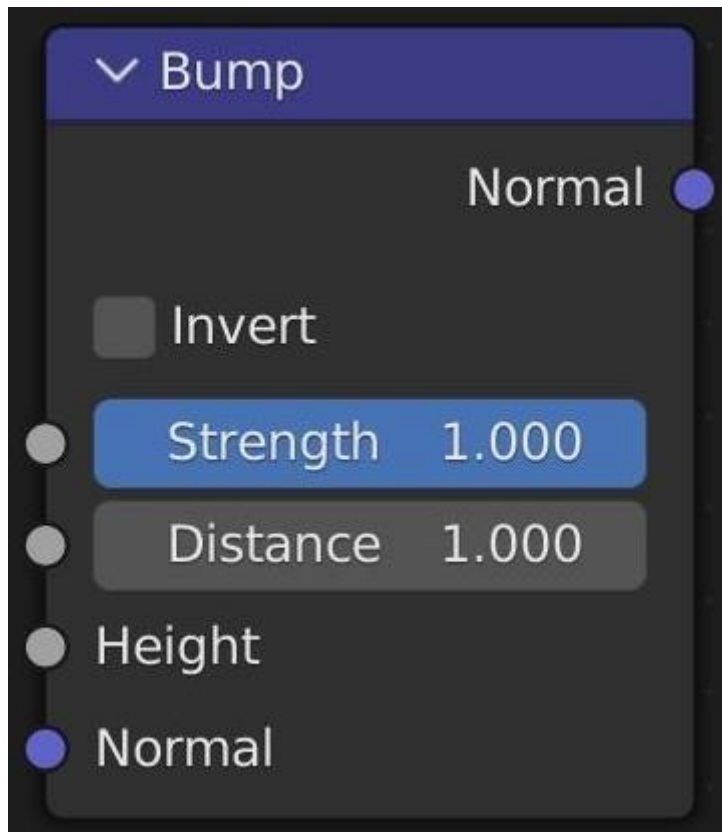 Bump
Normal
Invert
Strength 1.000
Distance 1.000
Height
Normal